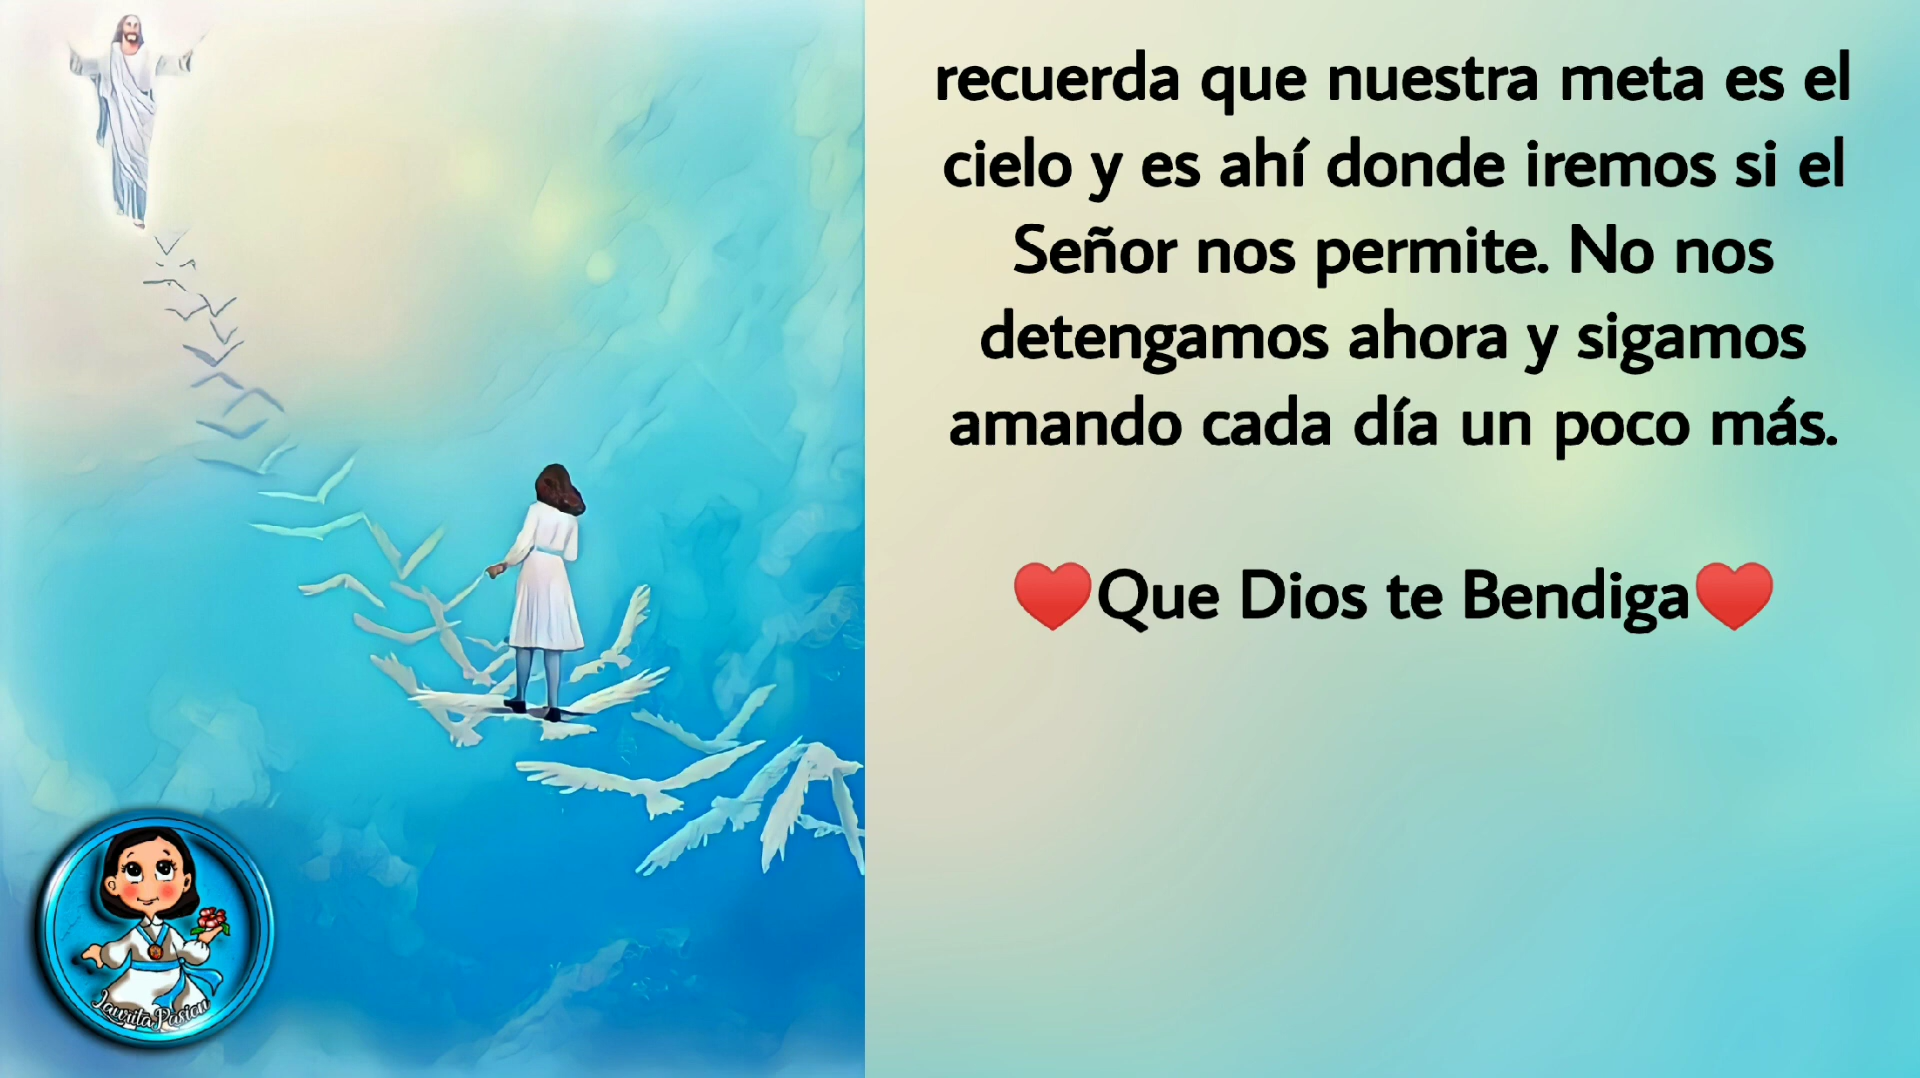 recuerda que nuestra meta es el
cielo y es ahí donde iremos si el
Señor nos permite. No nos
detengamos ahora y sigamos
amando cada día un poco más.
♥️Que Dios te Bendiga♥️
LauritaPasion